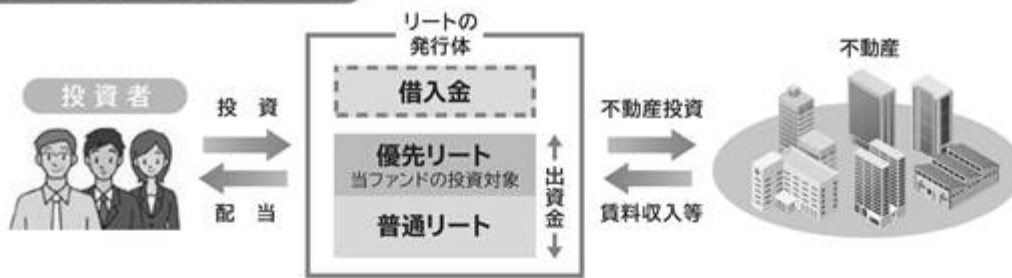 リートの
発行体
不動産
投資者
投資
借入金
不動産投資
優先リート
当ファンドの投資対象
出資金
配当
普通リート
賃料収入等